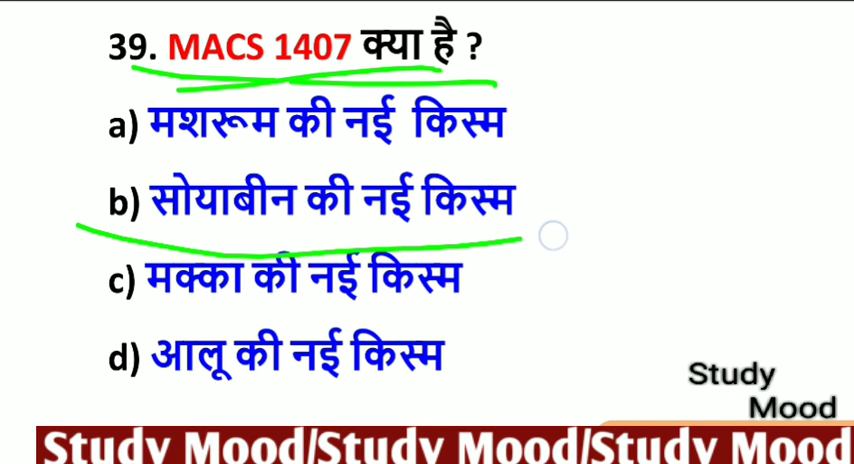 39. MACS 1407 क्या है ?
a) मशरूम की नई किस्म
b) सोयाबीन की नई किस्म
c) मक्का की नई किस्म
d) आलू की नई किस्म
Study
Mood
Study Mood/Study Mood/Study Mood